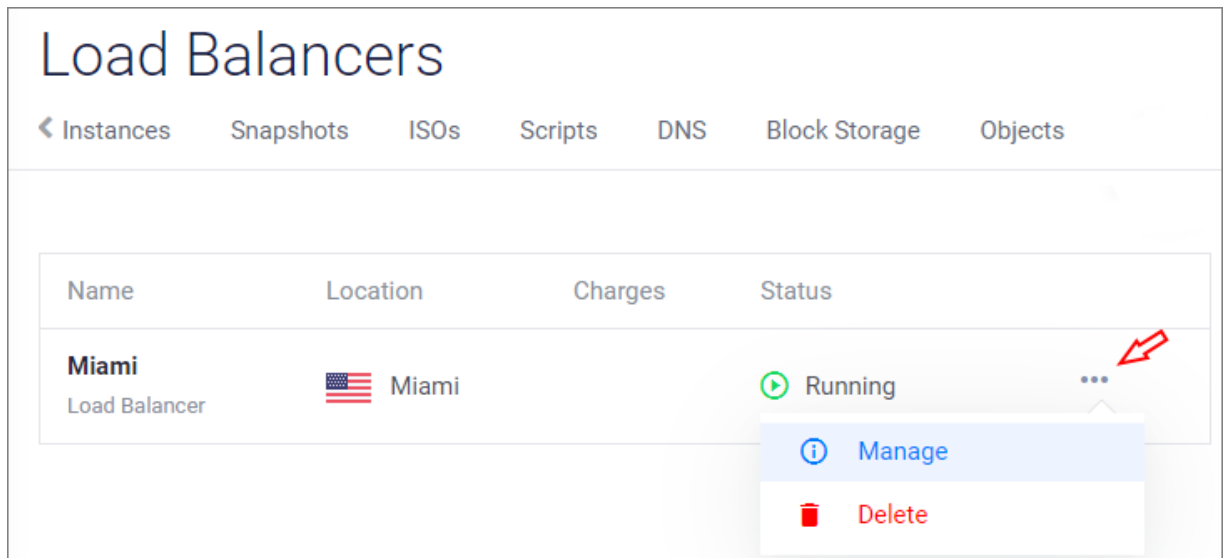 Load Balancers
Instances Snapshots ISOs Scripts DNS Block Storage Objects
Name Location Charges Status
Miami
Load Balancer
Miami
Running
Manage
Delete